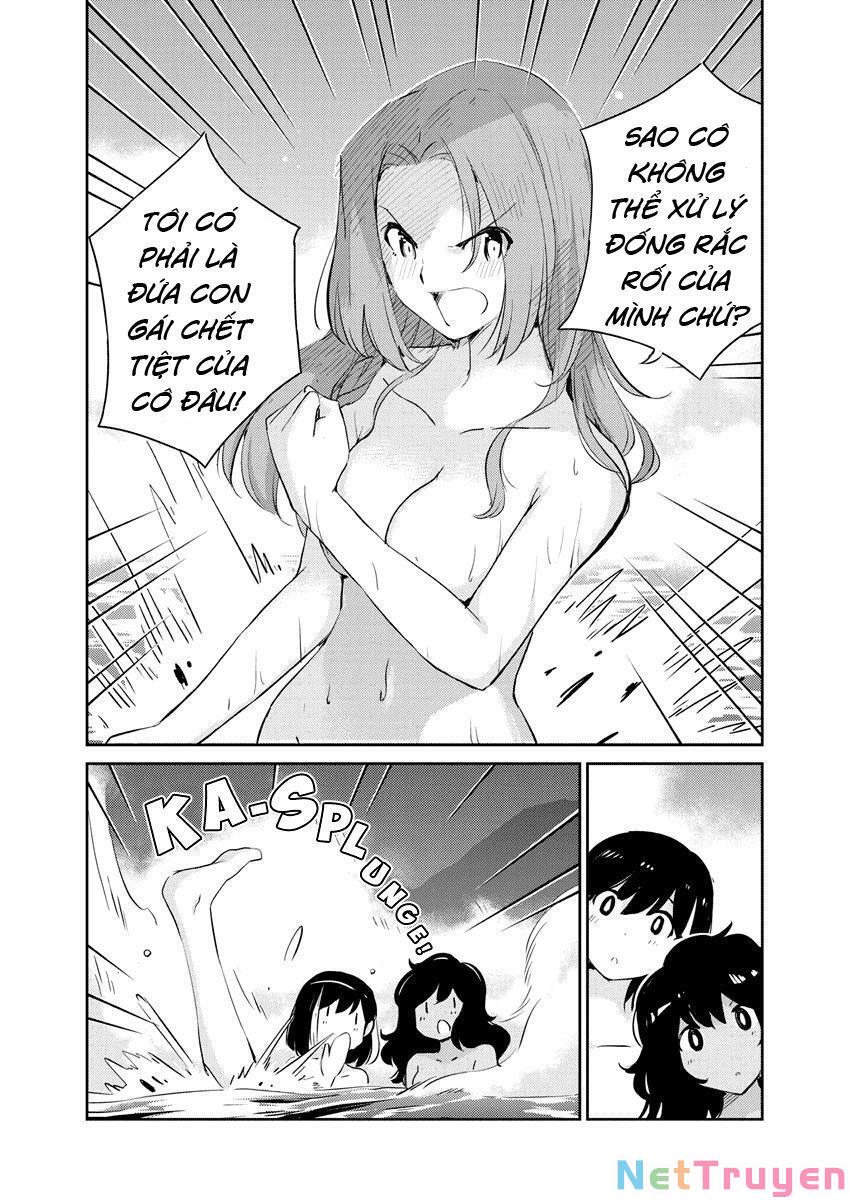 SAO CÔ
KHÔNG
THỂ XỬ LÝ
ĐỐNG RẮC
RỐI CỦA
MÌNH CHỨ?
TÔI CÓ
PHẢI LÀ
ĐỨA CON
GÁI CHẾT
TIỆT CỦA
CÔ ĐÂU!
KA-SPLUNGE!
NetTruyen